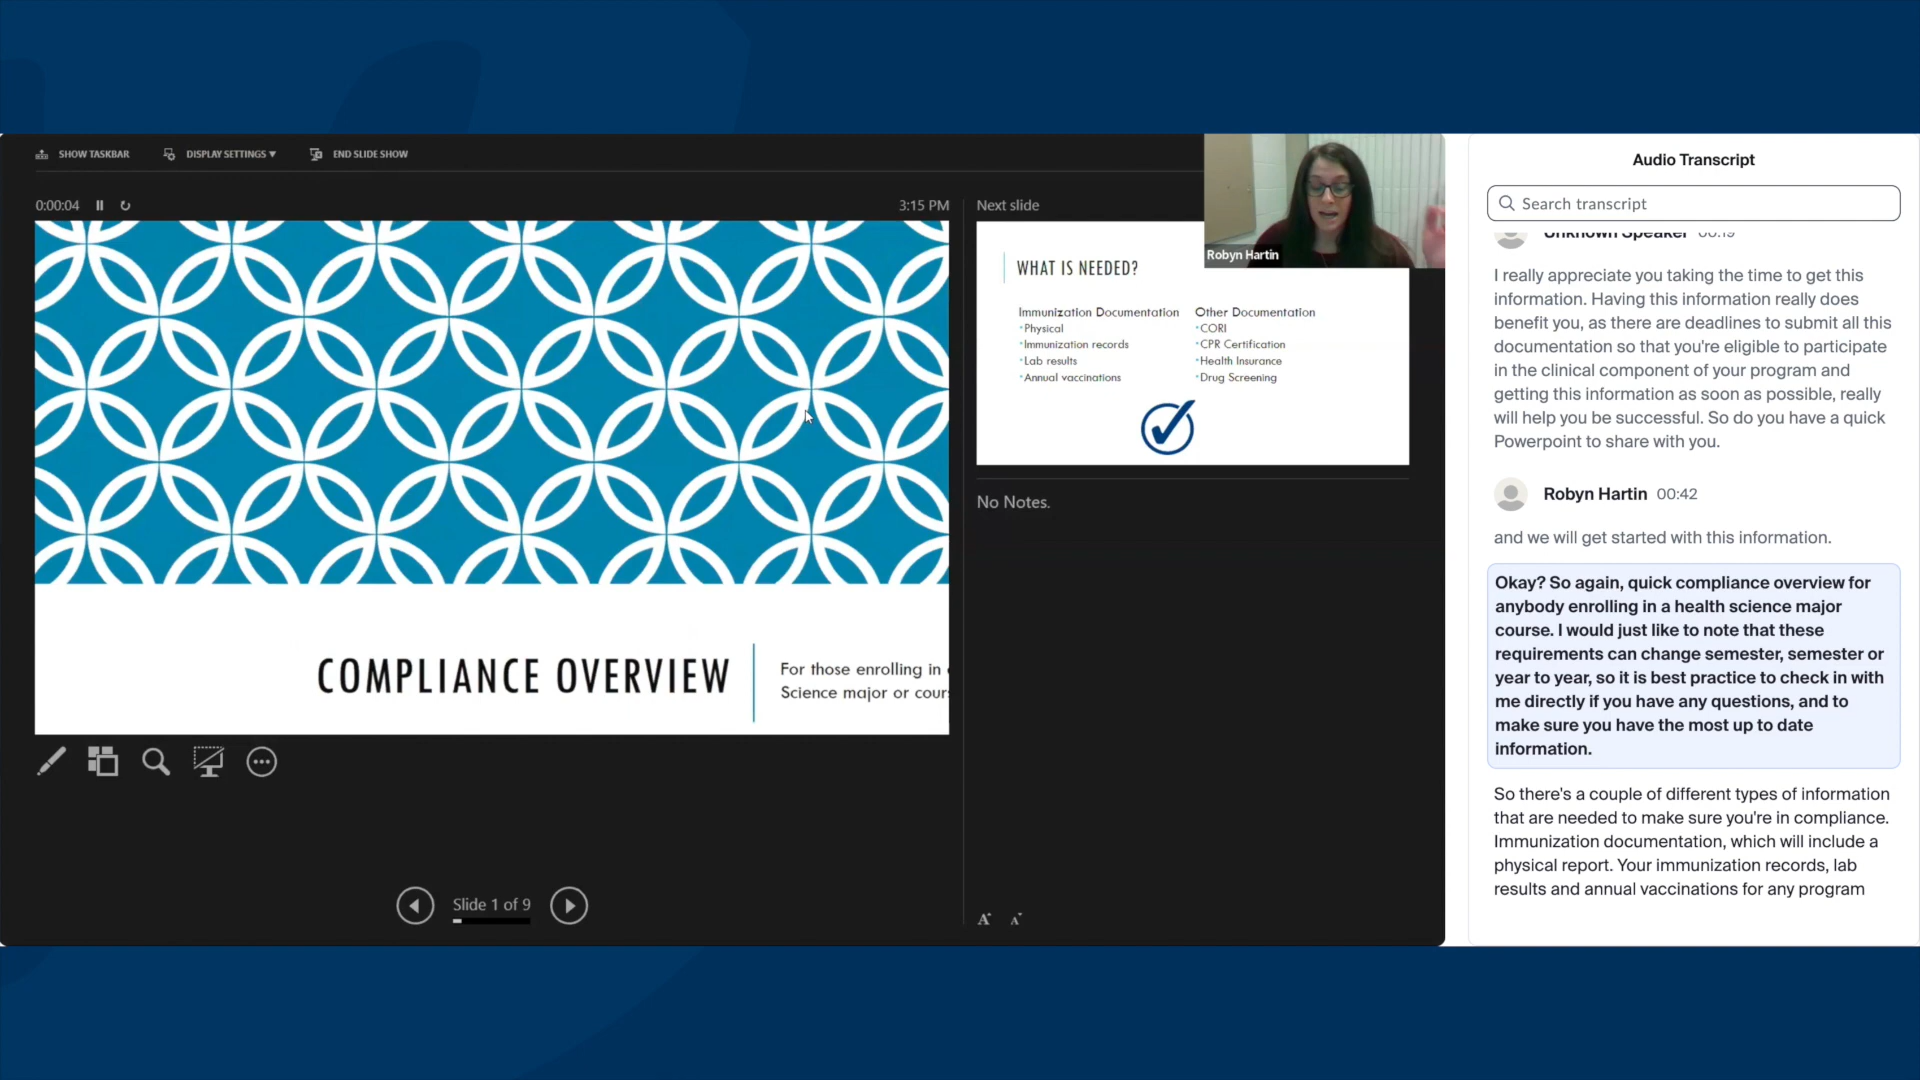 SHOW TASKBAR
DISPLAY SETTINGS ▼
END SLIDE SHOW
0:00:04
3:15 PM
COMPLIANCE OVERVIEW
For those enrolling in
Science major or
Slide 1 of 9
Next slide
WHAT IS NEEDED?
Immunization Documentation
•Physical
•Immunization records
•Lab results
•Annual vaccinations
Other Documentation
•CORI
•CPR Certification
•Health Insurance
•Drug Screening
Robyn Hartin
No Notes.
A
A
Audio Transcript
Search transcript
Unknown Speaker 00:19
I really appreciate you taking the time to get this
information. Having this information really does
benefit you, as there are deadlines to submit all this
documentation so that you're eligible to participate
in the clinical component of your program and
getting this information as soon as possible, really
will help you be successful. So do you have a quick
Powerpoint to share with you.
Robyn Hartin 00:42
and we will get started with this information.
Okay? So again, quick compliance overview for
anybody enrolling in a health science major
course. I would just like to note that these
requirements can change semester, semester or
year to year, so it is best practice to check in with
me directly if you have any questions, and to
make sure you have the most up to date
information.
So there's a couple of different types of information
that are needed to make sure you're in compliance.
Immunization documentation, which will include a
physical report. Your immunization records, lab
results and annual vaccinations for any program